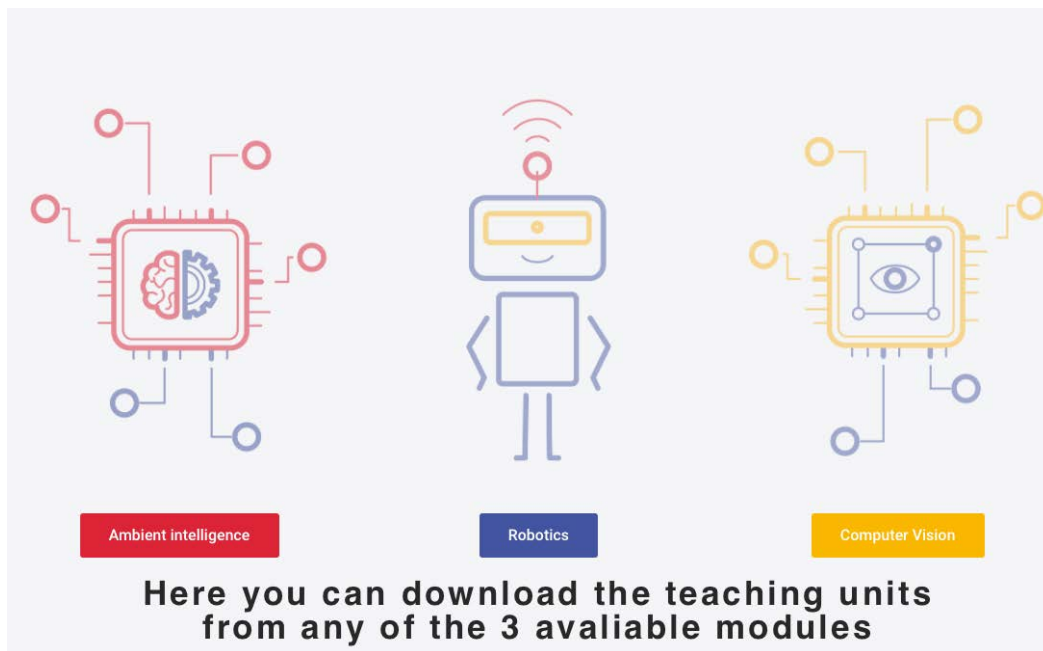 Ambient intelligence
Robotics
Computer Vision
Here you can download the teaching units
from any of the 3 avaliable modules